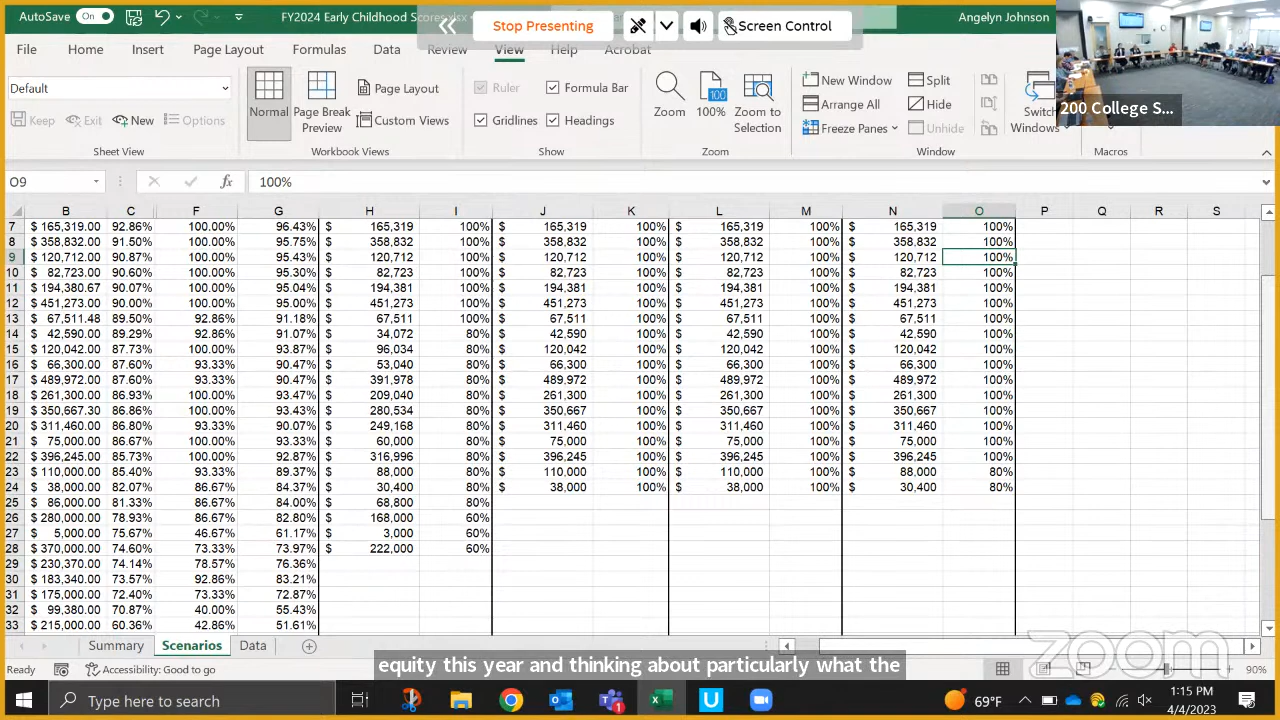 AutoSave On FY2024 Early Childhood Scores.xlsx Angelyn Johnson
Stop Presenting Screen Control
File Home Insert Page Layout Formulas Data Review View Help Acrobat
Default
Keep Exit New Options
Sheet View
Normal Page Break Preview Page Layout Custom Views
Workbook Views
Ruler Formula Bar
Gridlines Headings
Show
Zoom 100% Zoom to Selection
Zoom
New Window Arrange All Freeze Panes
Split Hide Unhide
Switch Windows
Window
Macros
200 College S...
O9 fx 100%
B C F G H I J K L M N O P Q R S
7 $ 165,319.00 92.86% 100.00% 96.43% $ 165,319 100% $ 165,319 100% $ 165,319 100% $ 165,319 100%
8 $ 358,832.00 91.50% 100.00% 95.75% $ 358,832 100% $ 358,832 100% $ 358,832 100% $ 358,832 100%
9 $ 120,712.00 90.87% 100.00% 95.43% $ 120,712 100% $ 120,712 100% $ 120,712 100% $ 120,712 100%
10 $ 82,723.00 90.60% 100.00% 95.30% $ 82,723 100% $ 82,723 100% $ 82,723 100% $ 82,723 100%
11 $ 194,380.67 90.07% 100.00% 95.04% $ 194,381 100% $ 194,381 100% $ 194,381 100% $ 194,381 100%
12 $ 451,273.00 90.00% 100.00% 95.00% $ 451,273 100% $ 451,273 100% $ 451,273 100% $ 451,273 100%
13 $ 67,511.48 89.50% 92.86% 91.18% $ 67,511 100% $ 67,511 100% $ 67,511 100% $ 67,511 100%
14 $ 42,590.00 89.29% 92.86% 91.07% $ 34,072 80% $ 42,590 100% $ 42,590 100% $ 42,590 100%
15 $ 120,042.00 87.73% 100.00% 93.87% $ 96,034 80% $ 120,042 100% $ 120,042 100% $ 120,042 100%
16 $ 66,300.00 87.60% 93.33% 90.47% $ 53,040 80% $ 66,300 100% $ 66,300 100% $ 66,300 100%
17 $ 489,972.00 87.60% 93.33% 90.47% $ 391,978 80% $ 489,972 100% $ 489,972 100% $ 489,972 100%
18 $ 261,300.00 86.93% 100.00% 93.47% $ 209,040 80% $ 261,300 100% $ 261,300 100% $ 261,300 100%
19 $ 350,667.30 86.86% 100.00% 93.43% $ 280,534 80% $ 350,667 100% $ 350,667 100% $ 350,667 100%
20 $ 311,460.00 86.80% 93.33% 90.07% $ 249,168 80% $ 311,460 100% $ 311,460 100% $ 311,460 100%
21 $ 75,000.00 86.67% 100.00% 93.33% $ 60,000 80% $ 75,000 100% $ 75,000 100% $ 75,000 100%
22 $ 396,245.00 85.73% 100.00% 92.87% $ 316,996 80% $ 396,245 100% $ 396,245 100% $ 396,245 100%
23 $ 110,000.00 85.40% 93.33% 89.37% $ 88,000 80% $ 110,000 100% $ 110,000 100% $ 88,000 80%
24 $ 38,000.00 82.07% 86.67% 84.37% $ 30,400 80% $ 38,000 100% $ 38,000 100% $ 30,400 80%
25 $ 86,000.00 81.33% 86.67% 84.00% $ 68,800 80%
26 $ 280,000.00 78.93% 86.67% 82.80% $ 168,000 60%
27 $ 5,000.00 75.67% 46.67% 61.17% $ 3,000 60%
28 $ 370,000.00 74.60% 73.33% 73.97% $ 222,000 60%
29 $ 230,370.00 74.14% 78.57% 76.36%
30 $ 183,340.00 73.57% 92.86% 83.21%
31 $ 175,000.00 72.40% 73.33% 72.87%
32 $ 99,380.00 70.87% 40.00% 55.43%
33 $ 215,000.00 60.36% 42.86% 51.61%
Summary Scenarios Data
Ready Accessibility: Good to go 90%
equity this year and thinking about particularly what the
zoom
Type here to search 69°F 1:15 PM
4/4/2023